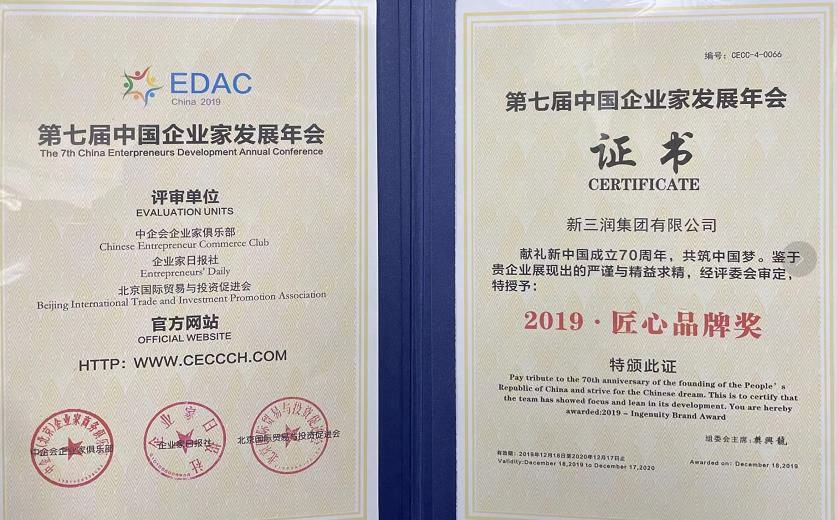 EDAC
China 2019
第七届中国企业家发展年会
The 7th China Enterpreneurs Development Annual Conference
评审单位
EVALUATION UNITS
中企会企业家俱乐部
Chinese Entrepreneur Commerce Club
企业家日报社
Entrepreneurs' Daily
北京国际贸易与投资促进会
Beijing International Trade and Investment Promotion Association
官方网站
OFFICIAL WEBSITE
HTTP: WWW.CECCCH.COM
中企会企业家俱乐部
企业家日报社
北京国际贸易与投资促进会
编号：CECC-4-0066
第七届中国企业家发展年会
证书
CERTIFICATE
新三润集团有限公司
献礼新中国成立70周年，共筑中国梦。鉴于
贵企业展现出的严谨与精益求精，经评委会审定，
特授予：
2019·匠心品牌奖
特颁此证
Pay tribute to the 70th anniversary of the founding of the People's
Republic of China and strive for the Chinese dream. This is to certify that
the team has showed focus and lean in its development. You are hereby
awarded:2019 - Ingenuity Brand Award
组委会主席：
有效期：2019年12月18日至2020年12月17日止
Validity:December 18,2019 to December 17,2020
Awarded on: December 18,2019